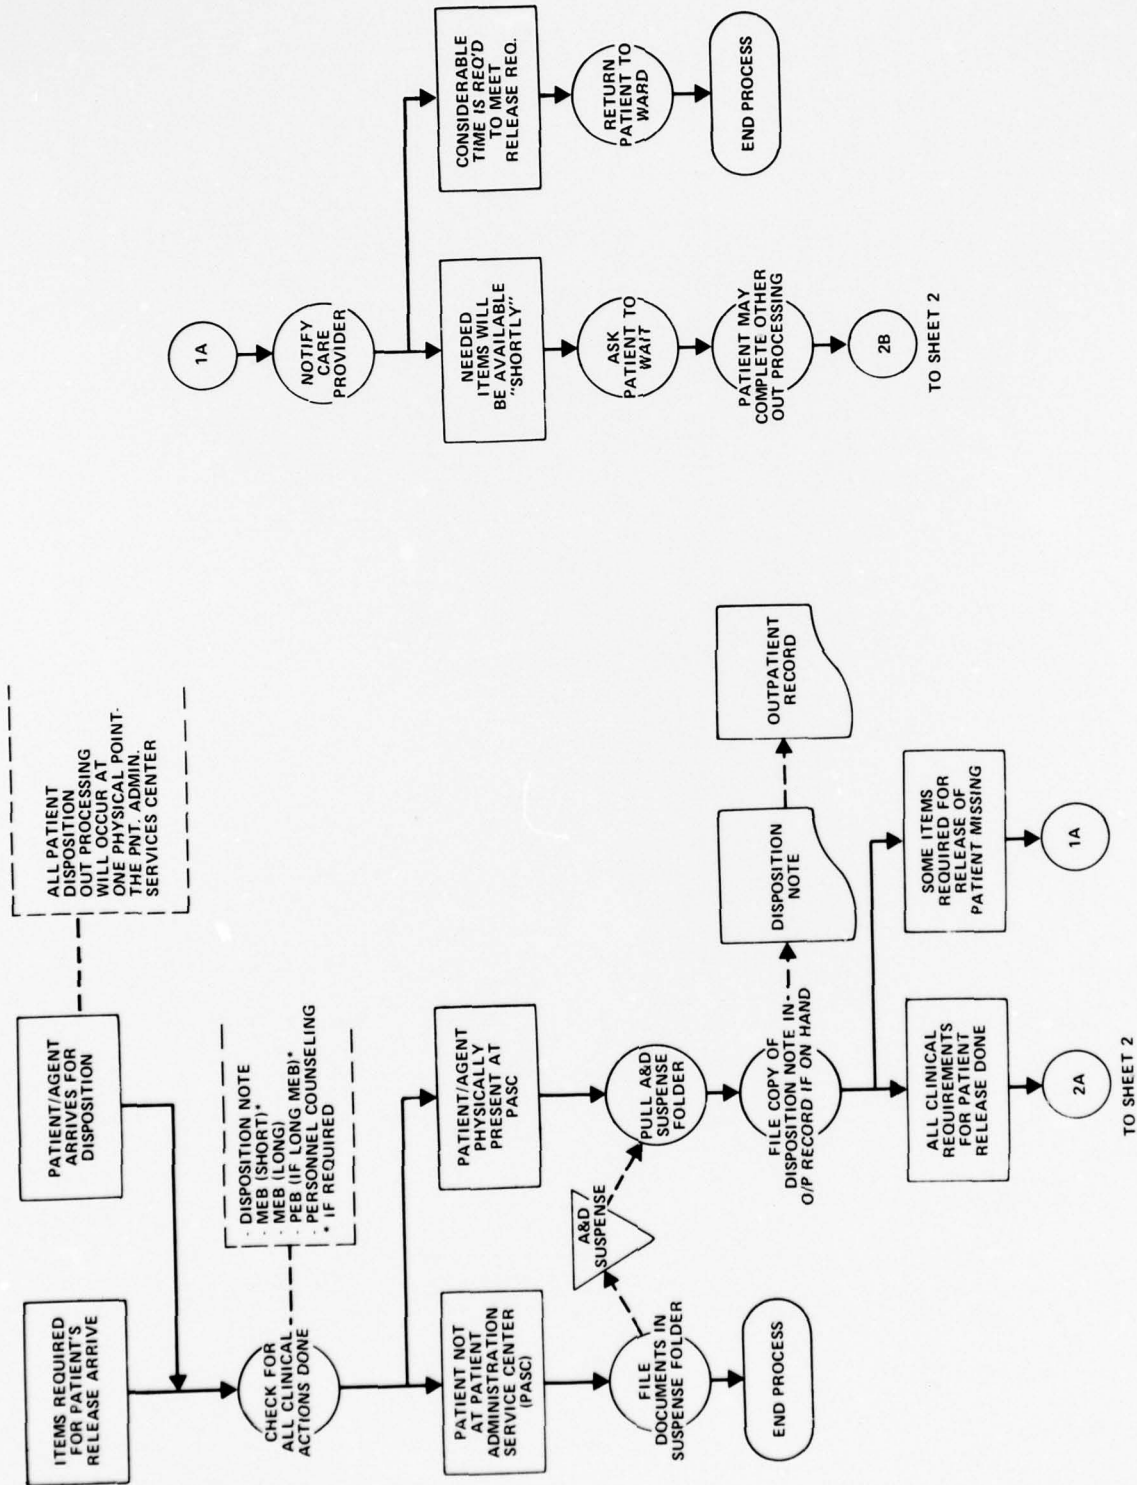 ITEMS REQUIRED
FOR PATIENT'S
RELEASE ARRIVE
PATIENT/AGENT
ARRIVES FOR
DISPOSITION
ALL PATIENT
DISPOSITION
OUT PROCESSING
WILL OCCUR AT
ONE PHYSICAL POINT-
THE PNT. ADMIN.
SERVICES CENTER
CHECK FOR
ALL CLINICAL
ACTIONS DONE
· DISPOSITION NOTE
· MEB (SHORT)*
· MEB (LONG)
· PEB (IF LONG MEB)*
· PERSONNEL COUNSELING
* IF REQUIRED
PATIENT NOT
AT PATIENT
ADMINISTRATION
SERVICE CENTER
(PASC)
PATIENT/AGENT
PHYSICALLY
PRESENT AT
PASC
FILE
DOCUMENTS IN
SUSPENSE FOLDER
A&D
SUSPENSE
PULL A&D
SUSPENSE
FOLDER
END PROCESS
FILE COPY OF
DISPOSITION NOTE IN
O/P RECORD IF ON HAND
DISPOSITION
NOTE
OUTPATIENT
RECORD
ALL CLINICAL
REQUIREMENTS
FOR PATIENT
RELEASE DONE
SOME ITEMS
REQUIRED FOR
RELEASE OF
PATIENT MISSING
2A
TO SHEET 2
1A
1A
NOTIFY
CARE
PROVIDER
NEEDED
ITEMS WILL
BE AVAILABLE
"SHORTLY"
CONSIDERABLE
TIME IS REQ'D
TO MEET
RELEASE REQ.
ASK
PATIENT TO
WAIT
RETURN
PATIENT TO
WARD
PATIENT MAY
COMPLETE OTHER
OUT PROCESSING
END PROCESS
2B
TO SHEET 2